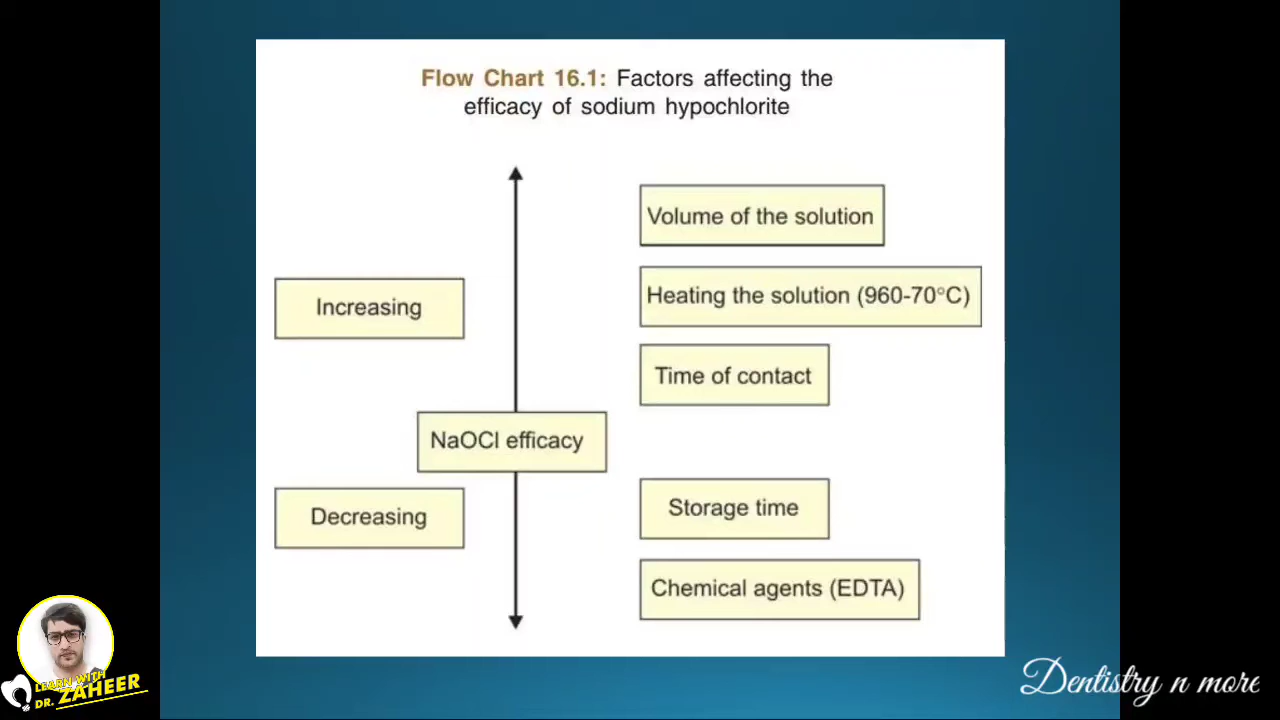 Flow Chart 16.1: Factors affecting the
efficacy of sodium hypochlorite
Volume of the solution
Heating the solution (960-70°C)
Increasing
Time of contact
NaOCl efficacy
Storage time
Decreasing
Chemical agents (EDTA)
LEARN WITH
DR. ZAHEER
Dentistry n more